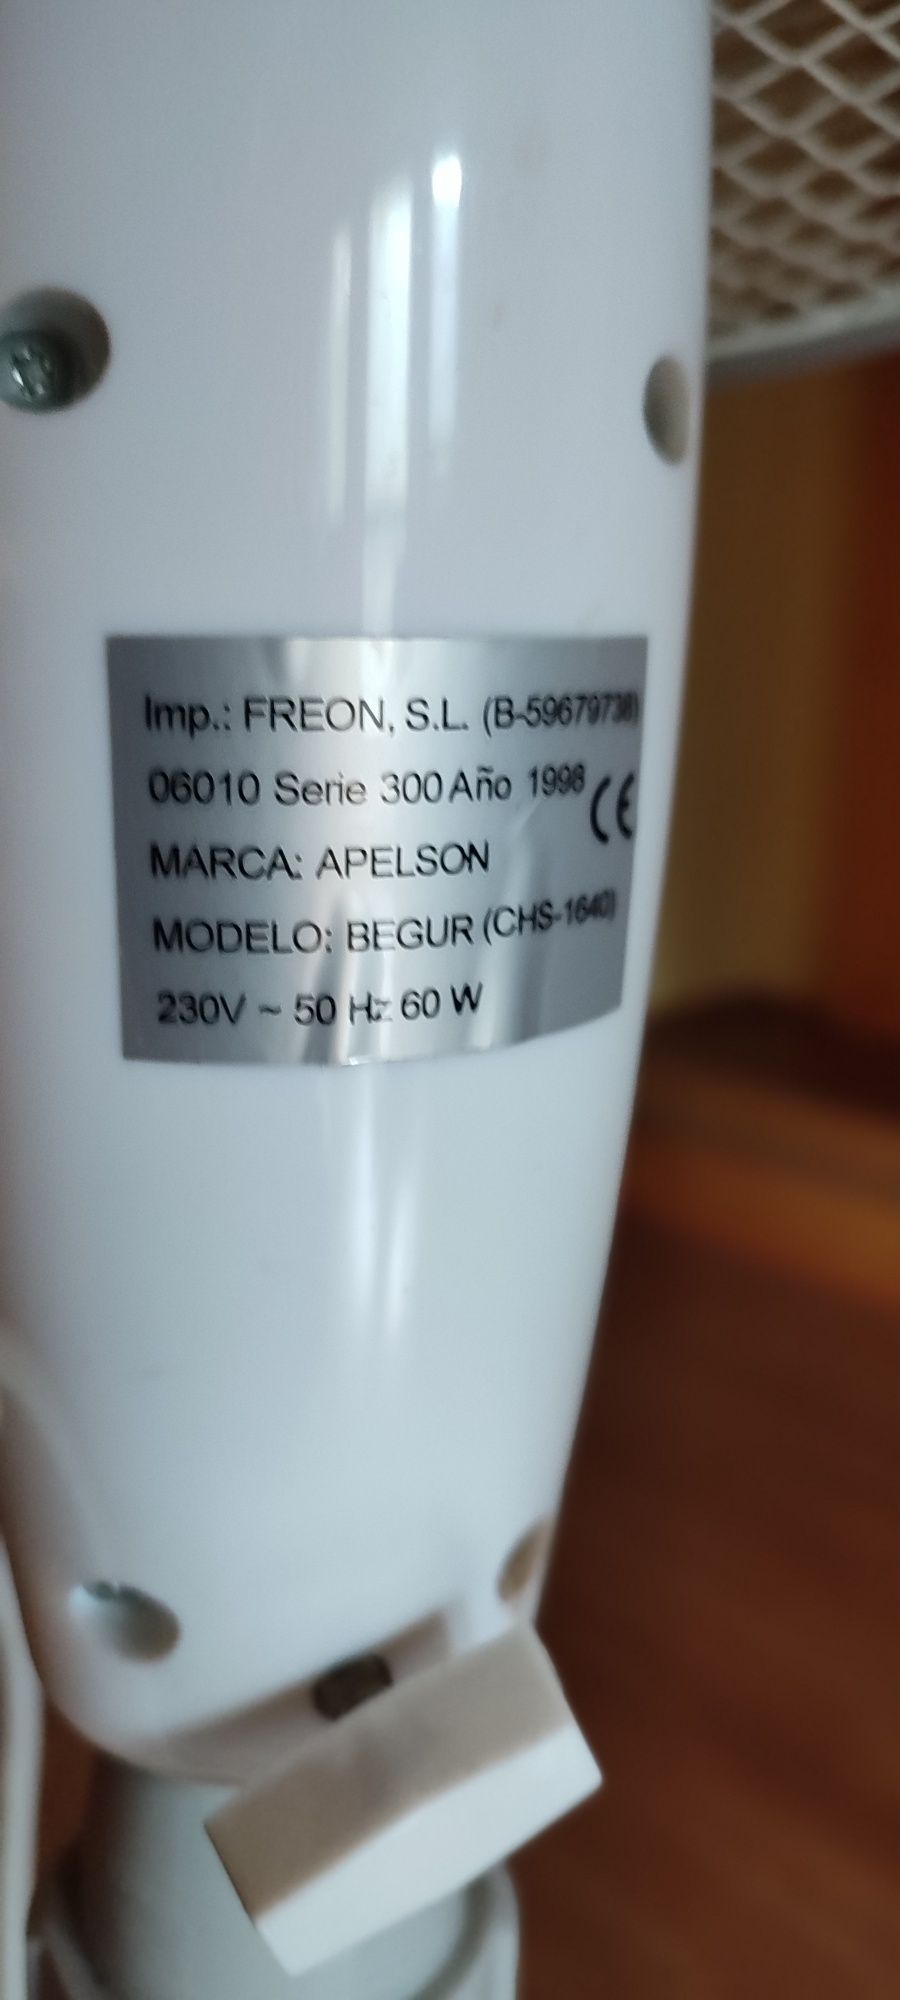 Imp.: FREON, S.L. (B-59679738)
06010 Serie 300 Año 1998 CE
MARCA: APELSON
MODELO: BEGUR (CHS-1640)
230V ~ 50 Hz 60 W